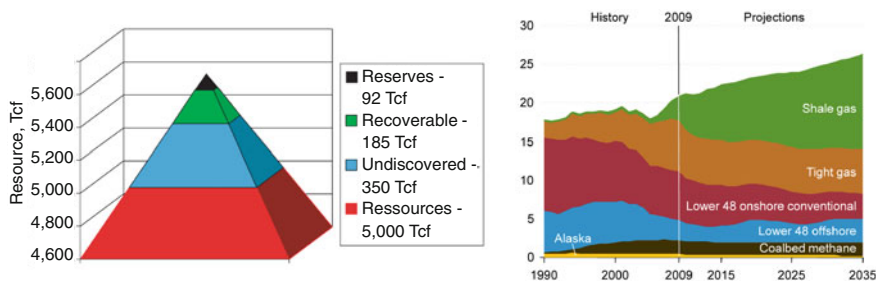 Resource, Tcf
5,600
5,400
5,200
5,000
4,800
4,600
Reserves -
92 Tcf
Recoverable -
185 Tcf
Undiscovered -
350 Tcf
Ressources -
5,000 Tcf
History 2009 Projections
30
25
20
15
10
5
0
Shale gas
Tight gas
Lower 48 onshore conventional
Lower 48 offshore
Alaska
Coalbed methane
1990 2000 2009 2015 2025 2035